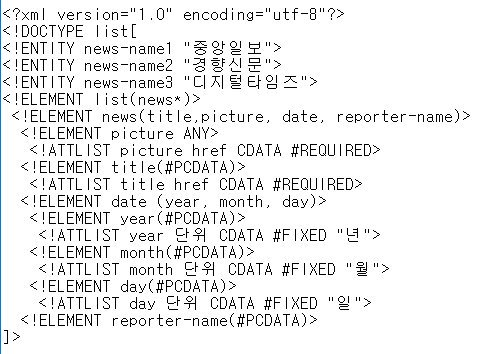 <?xml version="1.0" encoding="utf-8"?>
<!DOCTYPE list[
<!ENTITY news-name1 "중앙일보">
<!ENTITY news-name2 "경향신문">
<!ENTITY news-name3 "디지털타임즈">
<!ELEMENT list(news*)>
<!ELEMENT news(title,picture, date, reporter-name)>
<!ELEMENT picture ANY>
<!ATTLIST picture href CDATA #REQUIRED>
<!ELEMENT title(#PCDATA)>
<!ATTLIST title href CDATA #REQUIRED>
<!ELEMENT date (year, month, day)>
<!ELEMENT year(#PCDATA)>
<!ATTLIST year 단위 CDATA #FIXED "년">
<!ELEMENT month(#PCDATA)>
<!ATTLIST month 단위 CDATA #FIXED "월">
<!ELEMENT day(#PCDATA)>
<!ATTLIST day 단위 CDATA #FIXED "일">
<!ELEMENT reporter-name(#PCDATA)>
]>